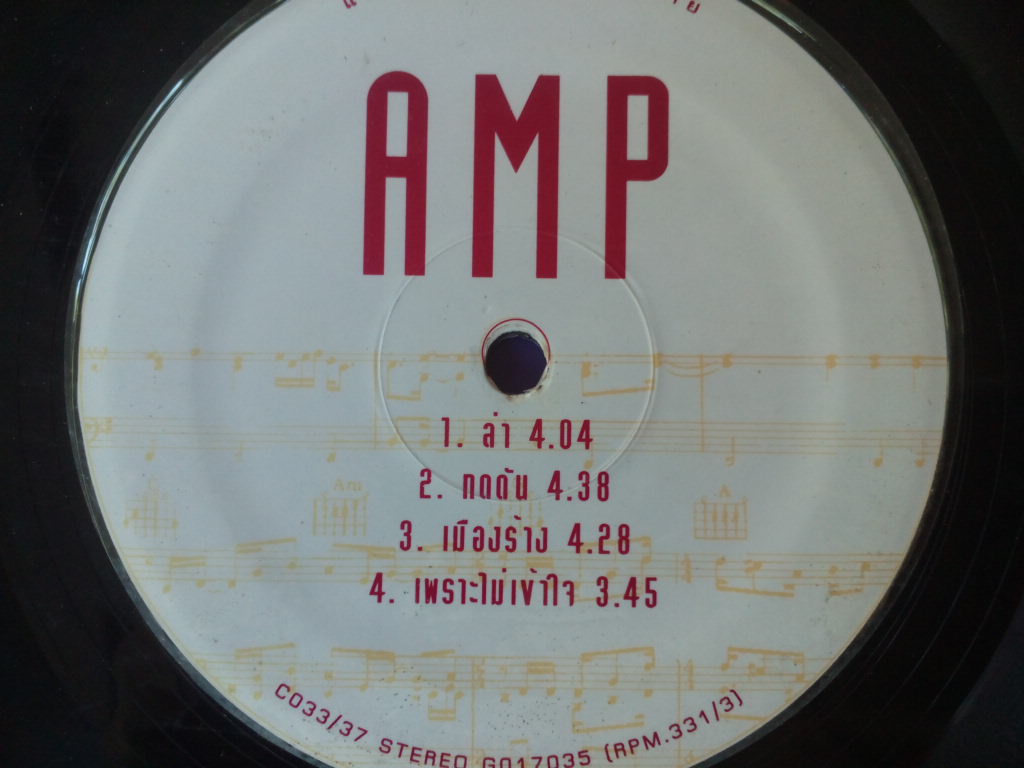 AMP
1. ล่า 4.04
2. กดดัน 4.38
3. เมืองร้าง 4.28
4. เพราะไม่เข้าใจ 3.45
Am
A
C033/37 STEREO G017035 (RPM.331/3)